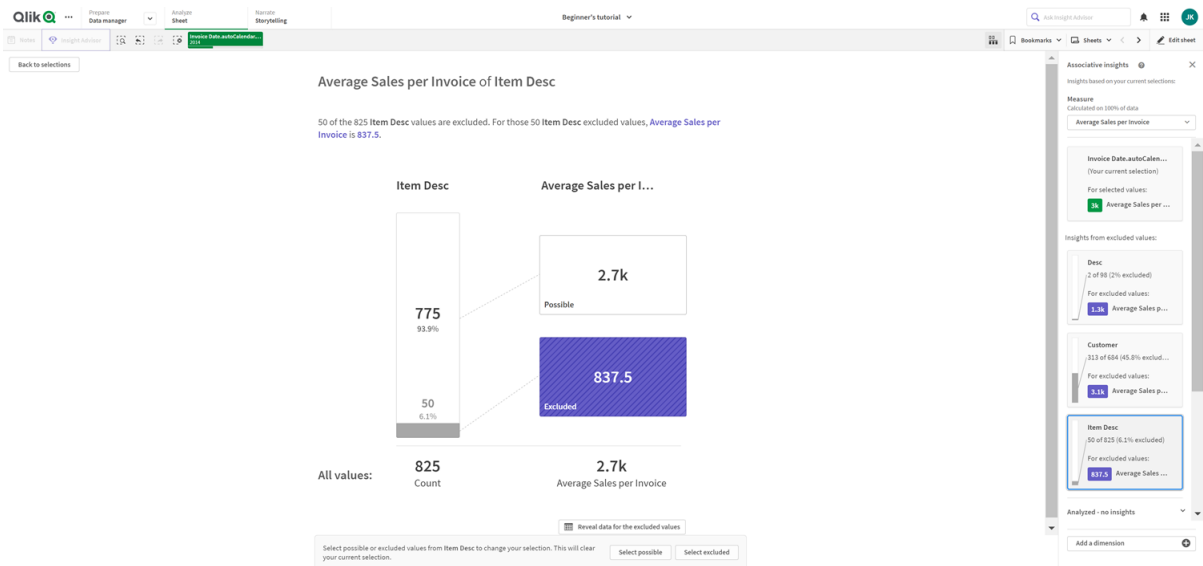 Qlik
Prepare
Data manager
Analyze
Sheet
Narrate
Storytelling
Beginner's tutorial
Ask Insight Advisor
JK
Notes
Insight Advisor
Invoice Date.autoCalendar....
2014
Bookmarks
Sheets
Edit sheet
Back to selections
Average Sales per Invoice of Item Desc
50 of the 825 Item Desc values are excluded. For those 50 Item Desc excluded values, Average Sales per
Invoice is 837.5.
Item Desc
Average Sales per I...
775
93.9%
50
6.1%
2.7k
Possible
837.5
Excluded
All values:
825
Count
2.7k
Average Sales per Invoice
Reveal data for the excluded values
Select possible or excluded values from Item Desc to change your selection. This will clear
your current selection.
Select possible
Select excluded
Associative insights
Insights based on your current selections:
Measure
Calculated on 100% of data
Average Sales per Invoice
Invoice Date.autoCalen...
(Your current selection)
For selected values:
3k Average Sales per ...
Insights from excluded values:
Desc
2 of 98 (2% excluded)
For excluded values:
1.3k Average Sales p...
Customer
313 of 684 (45.8% exclud...
For excluded values:
3.1k Average Sales p...
Item Desc
50 of 825 (6.1% excluded)
For excluded values:
837.5 Average Sales ...
Analyzed - no insights
Add a dimension